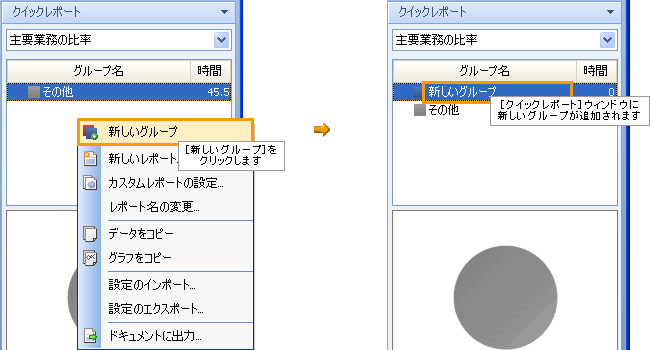 クイックレポート
主要業務の比率
グループ名 時間
その他 45.5
新しいグループ
新しいレポート...
カスタムレポートの設定...
レポート名の変更...
データをコピー
グラフをコピー
設定のインポート...
設定のエクスポート...
ドキュメントに出力...
[新しいグループ]を
クリックします
クイックレポート
主要業務の比率
グループ名 時間
新しいグループ 0
その他
[クイックレポート]ウィンドウに
新しいグループが追加されます